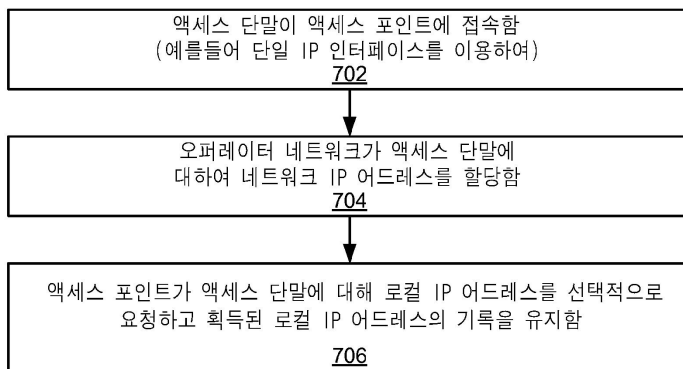 액세스 단말이 액세스 포인트에 접속함
(예를들어 단일 IP 인터페이스를 이용하여)
702
오퍼레이터 네트워크가 액세스 단말에
대하여 네트워크 IP 어드레스를 할당함
704
액세스 포인트가 액세스 단말에 대해 로컬 IP 어드레스를 선택적으로
요청하고 획득된 로컬 IP 어드레스의 기록을 유지함
706